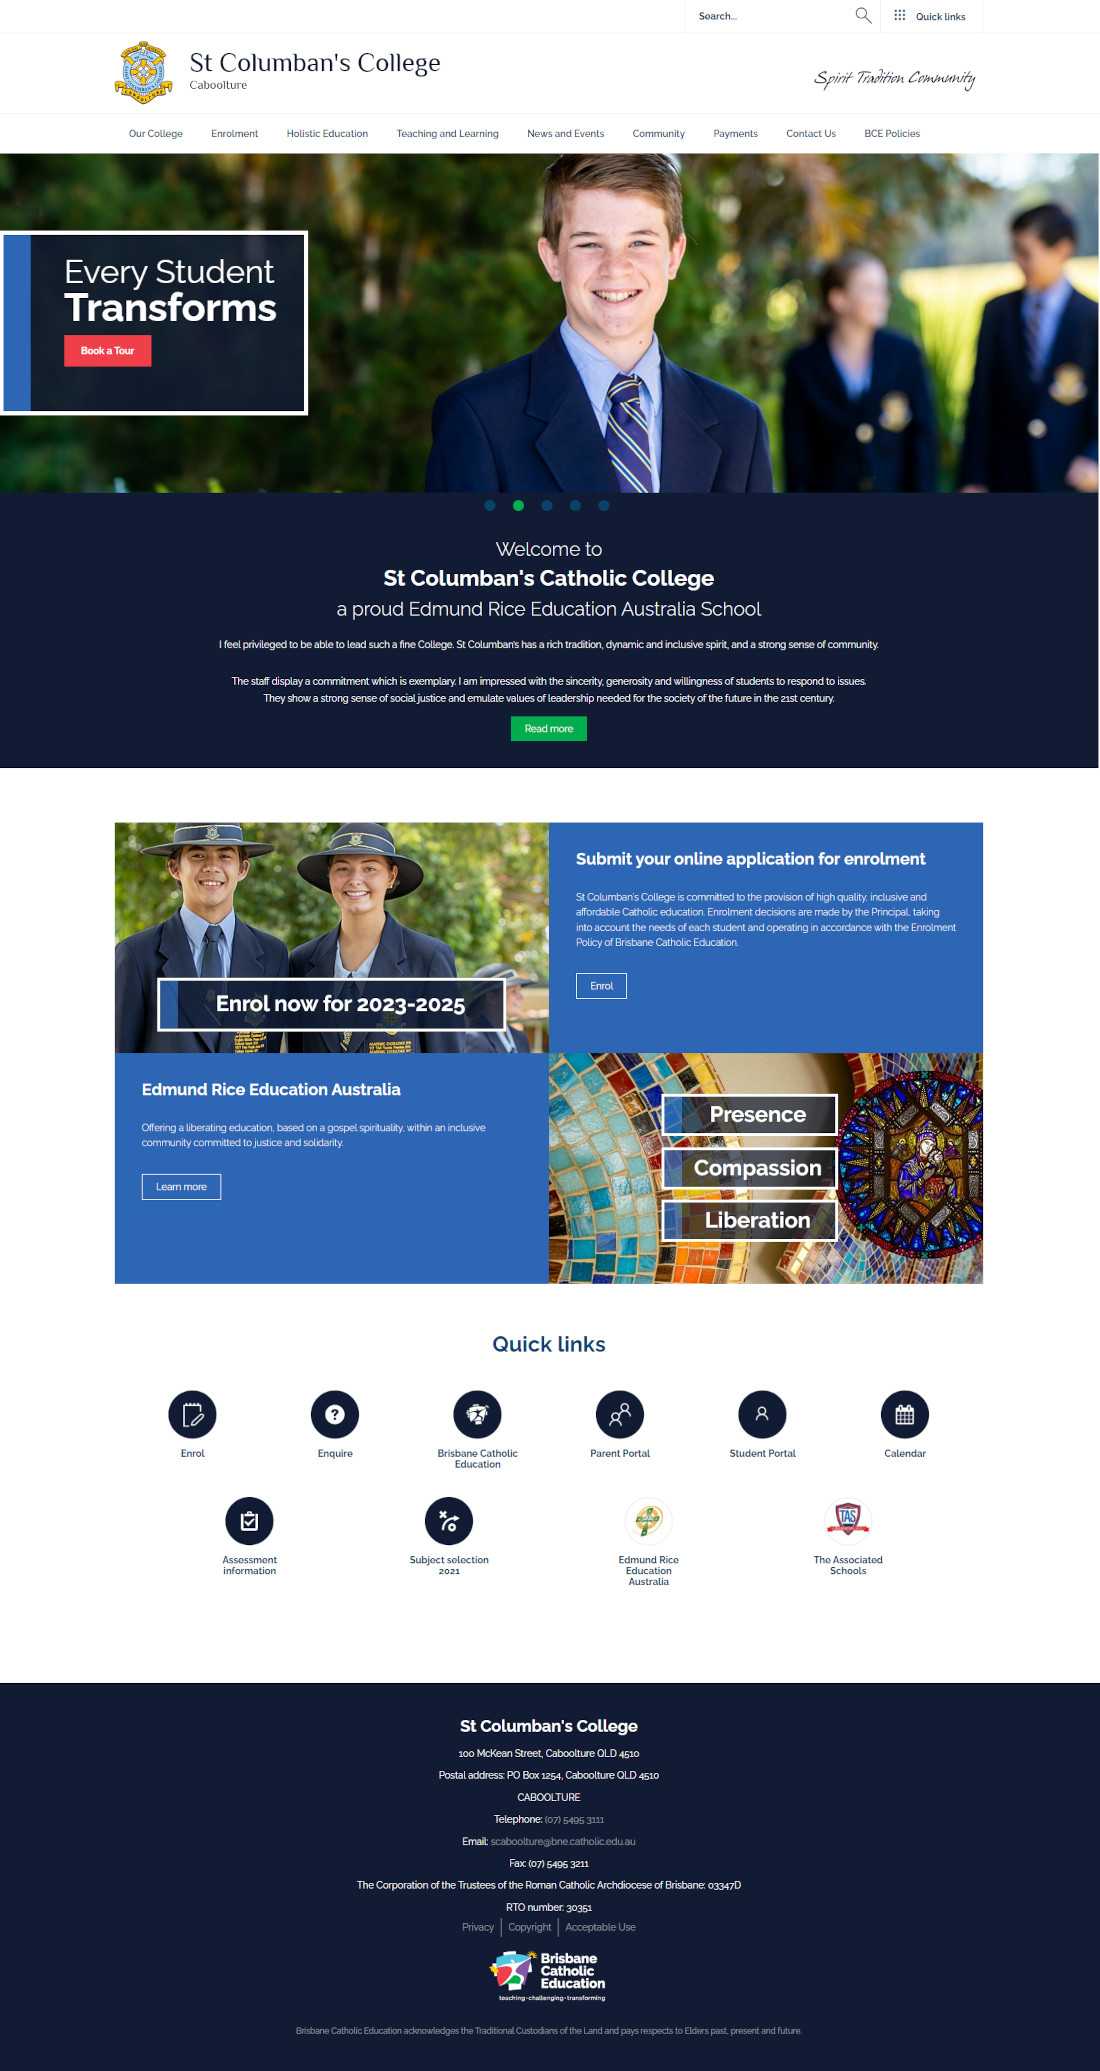 Search...
Quick links
St Columban's College
Caboolture
Spirit Tradition Community
Our College
Enrolment
Holistic Education
Teaching and Learning
News and Events
Community
Payments
Contact Us
BCE Policies
Every Student
Transforms
Book a Tour
Welcome to
St Columban's Catholic College
a proud Edmund Rice Education Australia School
I feel privileged to be able to lead such a fine College. St Columban's has a rich tradition, dynamic and inclusive spirit, and a strong sense of community.
The staff display a commitment which is exemplary. I am impressed with the sincerity, generosity and willingness of students to respond to issues.
They show a strong sense of social justice and emulate values of leadership needed for the society of the future in the 21st century.
Read more
Enrol now for 2023-2025
Submit your online application for enrolment
St Columban's College is committed to the provision of high quality, inclusive and
affordable Catholic education. Enrolment decisions are made by the Principal, taking
into account the needs of each student and operating in accordance with the Enrolment
Policy of Brisbane Catholic Education.
Enrol
Edmund Rice Education Australia
Offering a liberating education, based on a gospel spirituality, within an inclusive
community committed to justice and solidarity.
Learn more
Presence
Compassion
Liberation
Quick links
Enrol
Enquire
Brisbane Catholic
Education
Parent Portal
Student Portal
Calendar
TAS
Assessment
information
Subject selection
2021
Edmund Rice
Education
Australia
The Associated
Schools
St Columban's College
100 McKean Street, Caboolture QLD 4510
Postal address: PO Box 1254, Caboolture QLD 4510
CABOOLTURE
Telephone: (07) 5495 3111
Email: scaboolture@bne.catholic.edu.au
Fax: (07) 5495 3211
The Corporation of the Trustees of the Roman Catholic Archdiocese of Brisbane: 03347D
RTO number: 30351
Privacy
Copyright
Acceptable Use
Brisbane
Catholic
Education
teaching•challenging•transforming
Brisbane Catholic Education acknowledges the Traditional Custodians of the Land and pays respects to Elders past, present and future.